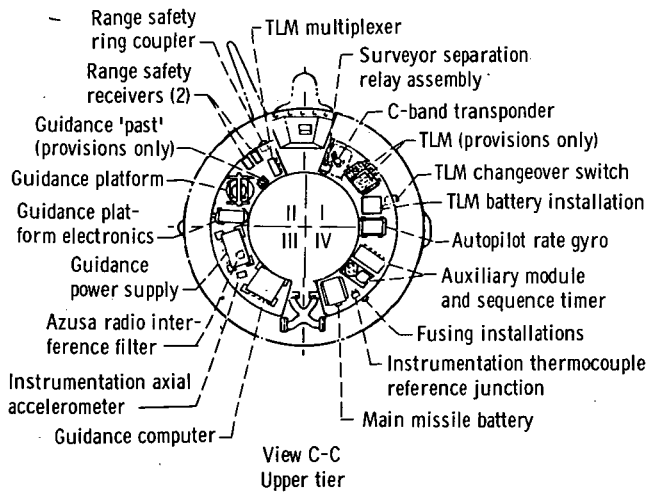 Range safety
ring coupler
TLM multiplexer
Surveyor separation
relay assembly
Range safety
receivers (2)
C-band transponder
Guidance 'past'
(provisions only)
TLM (provisions only)
Guidance platform
TLM changeover switch
TLM battery installation
Guidance plat-
form electronics
II I
III IV
Autopilot rate gyro
Guidance
power supply
Auxiliary module
and sequence timer
Azusa radio inter-
ference filter
Fusing installations
Instrumentation axial
accelerometer
Instrumentation thermocouple
reference junction
Guidance computer
Main missile battery
View C-C
Upper tier